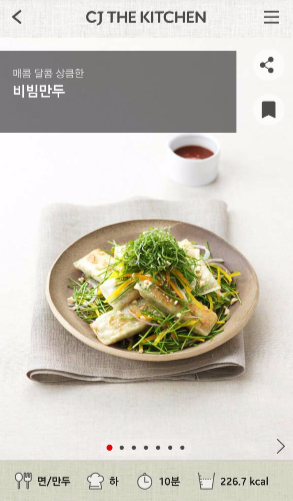 CJ THE KITCHEN
매콤 달콤 상큼한
비빔만두
면/만두 하 10분 226.7 kcal